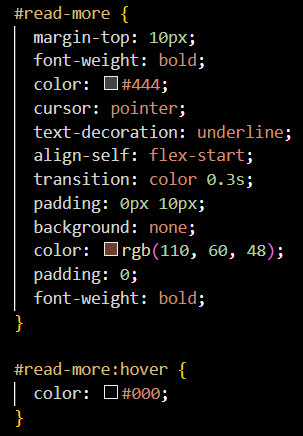 #read-more {
margin-top: 10px;
font-weight: bold;
color: #444;
cursor: pointer;
text-decoration: underline;
align-self: flex-start;
transition: color 0.3s;
padding: 0px 10px;
background: none;
color: rgb(110, 60, 48);
padding: 0;
font-weight: bold;
}
#read-more:hover {
color: #000;
}